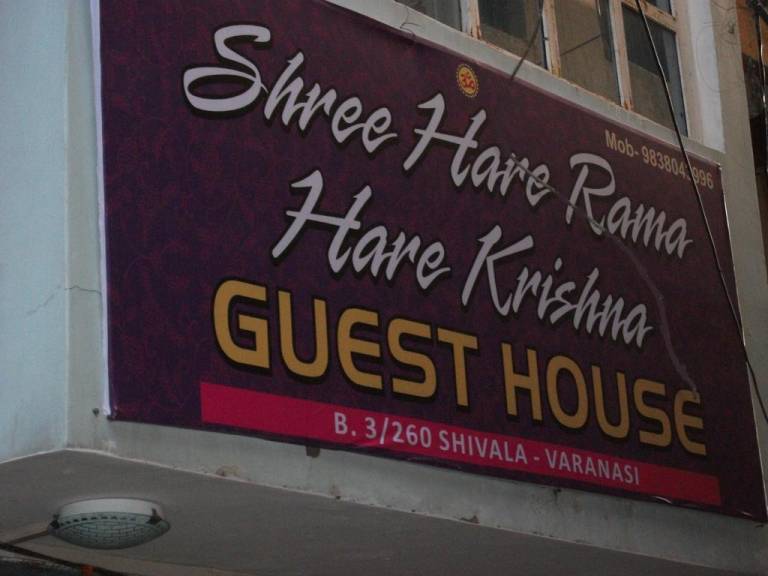 Shree Hare Rama
Mob-
Hare Krishna
GUEST HOUSE
B. 3/260 SHIVALA - VARANASI